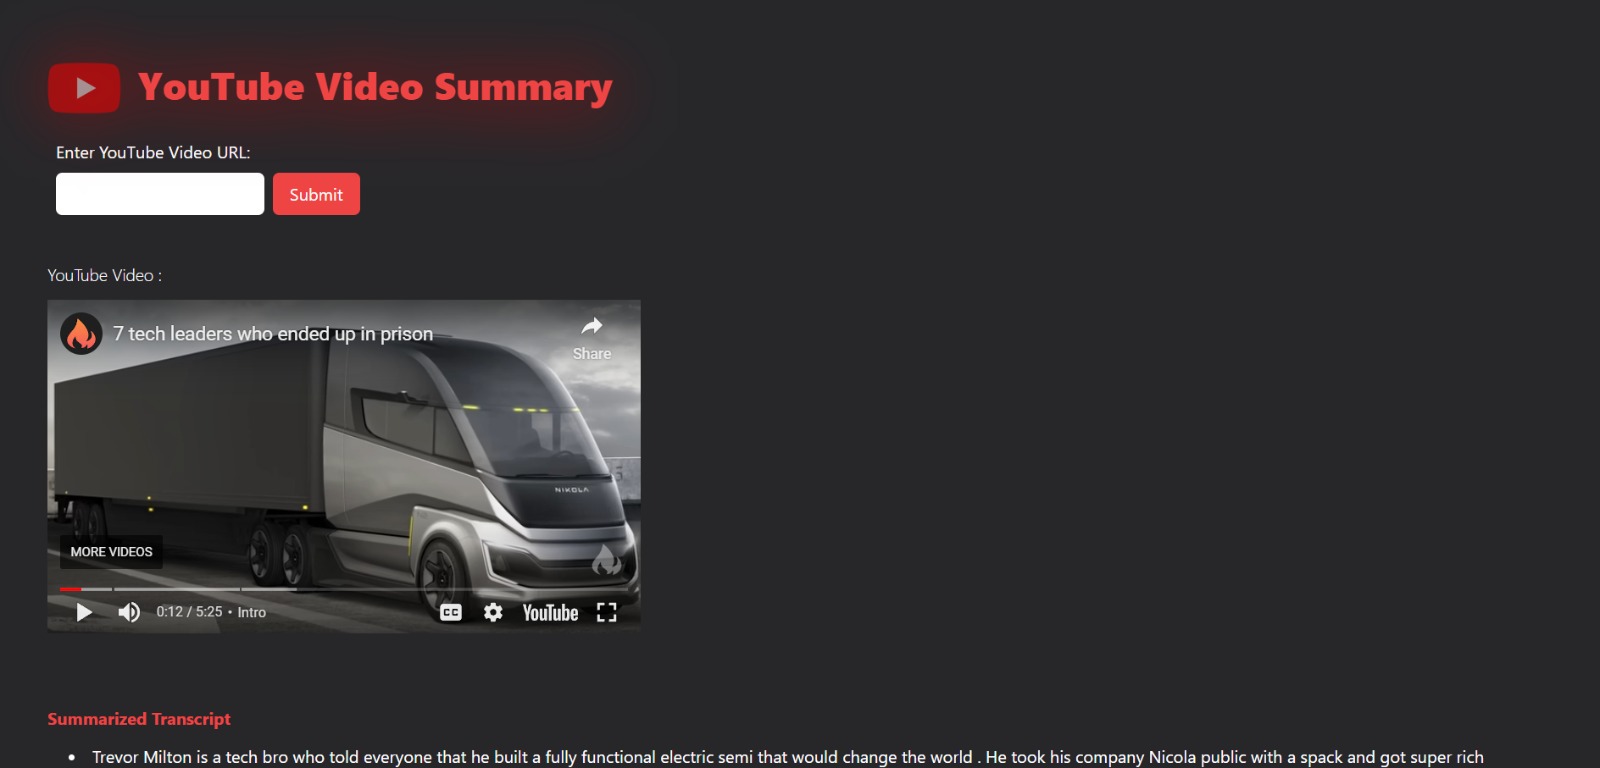 YouTube Video Summary
Enter YouTube Video URL:
Submit
YouTube Video :
7 tech leaders who ended up in prison
Share
NIKOLA
MORE VIDEOS
0:12 / 5:25 • Intro
CC
YouTube
Summarized Transcript
• Trevor Milton is a tech bro who told everyone that he built a fully functional electric semi that would change the world . He took his company Nicola public with a spack and got super rich